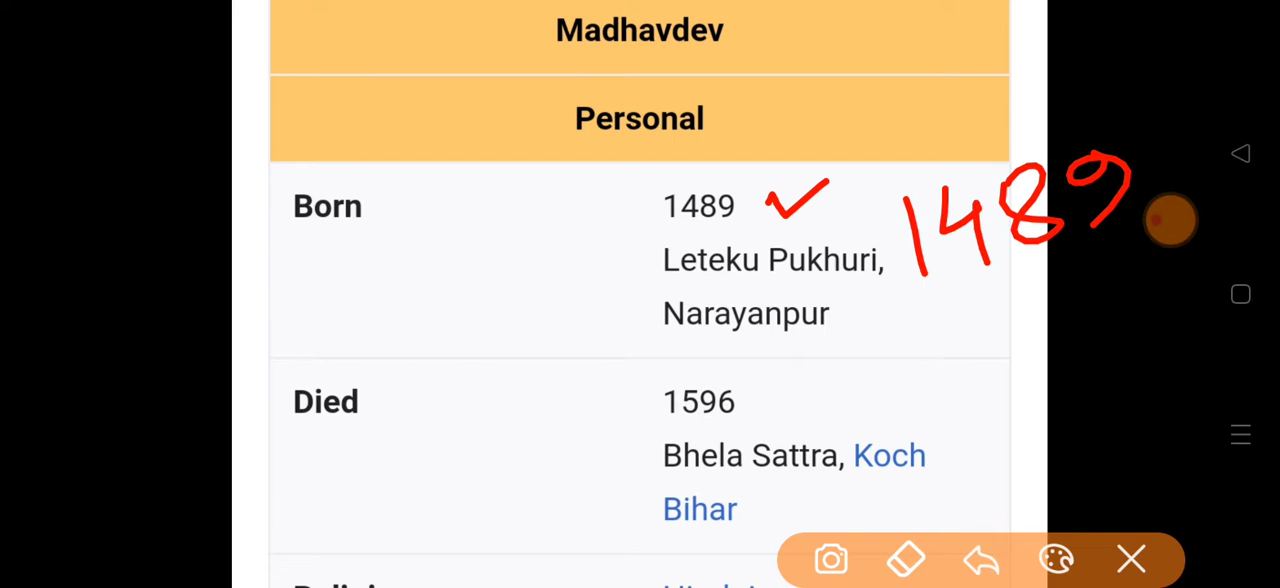 Madhavdev
Personal
Born
1489
1489
Leteku Pukhuri,
Narayanpur
Died
1596
Bhela Sattra, Koch
Bihar